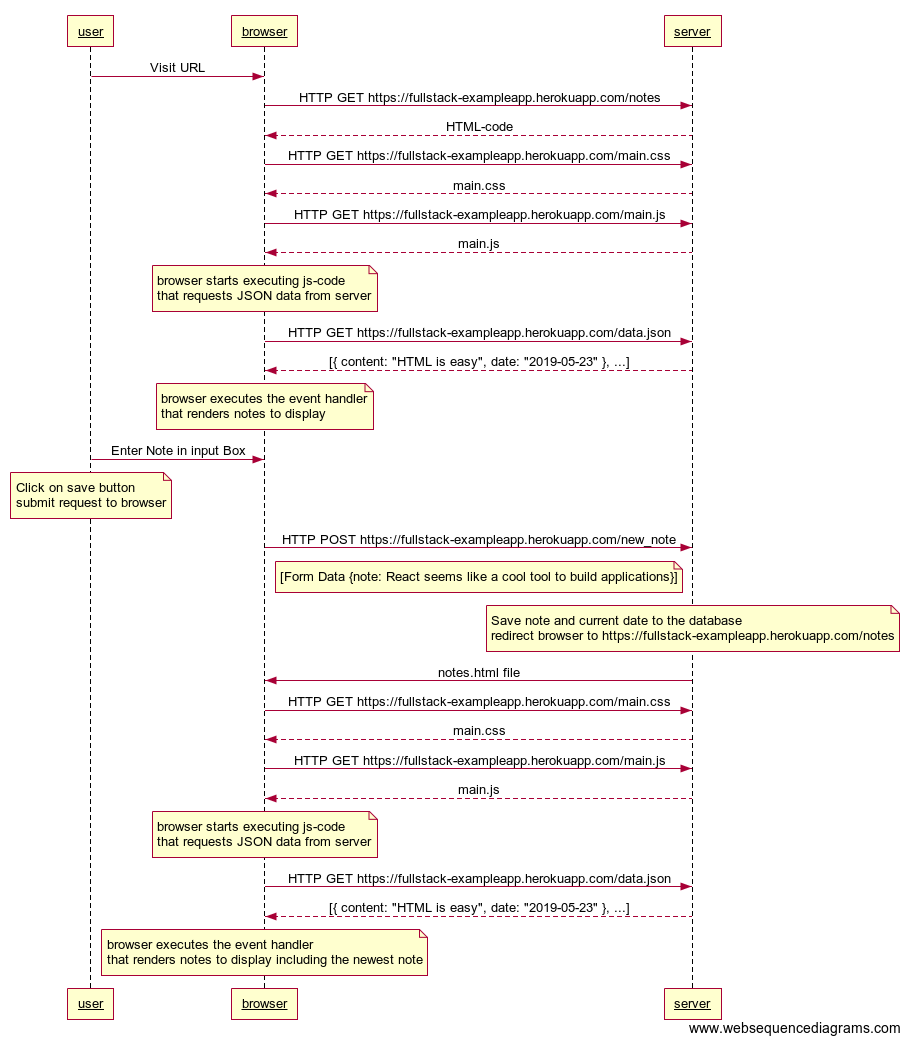 user
browser
server
Visit URL
HTTP GET https://fullstack-exampleapp.herokuapp.com/notes
HTML-code
HTTP GET https://fullstack-exampleapp.herokuapp.com/main.css
main.css
HTTP GET https://fullstack-exampleapp.herokuapp.com/main.js
main.js
browser starts executing js-code
that requests JSON data from server
HTTP GET https://fullstack-exampleapp.herokuapp.com/data.json
[{ content: "HTML is easy", date: "2019-05-23" }, ...]
browser executes the event handler
that renders notes to display
Enter Note in input Box
Click on save button
submit request to browser
HTTP POST https://fullstack-exampleapp.herokuapp.com/new_note
[Form Data {note: React seems like a cool tool to build applications}]
Save note and current date to the database
redirect browser to https://fullstack-exampleapp.herokuapp.com/notes
notes.html file
HTTP GET https://fullstack-exampleapp.herokuapp.com/main.css
main.css
HTTP GET https://fullstack-exampleapp.herokuapp.com/main.js
main.js
browser starts executing js-code
that requests JSON data from server
HTTP GET https://fullstack-exampleapp.herokuapp.com/data.json
[{ content: "HTML is easy", date: "2019-05-23" }, ...]
browser executes the event handler
that renders notes to display including the newest note
user
browser
server
www.websequencediagrams.com